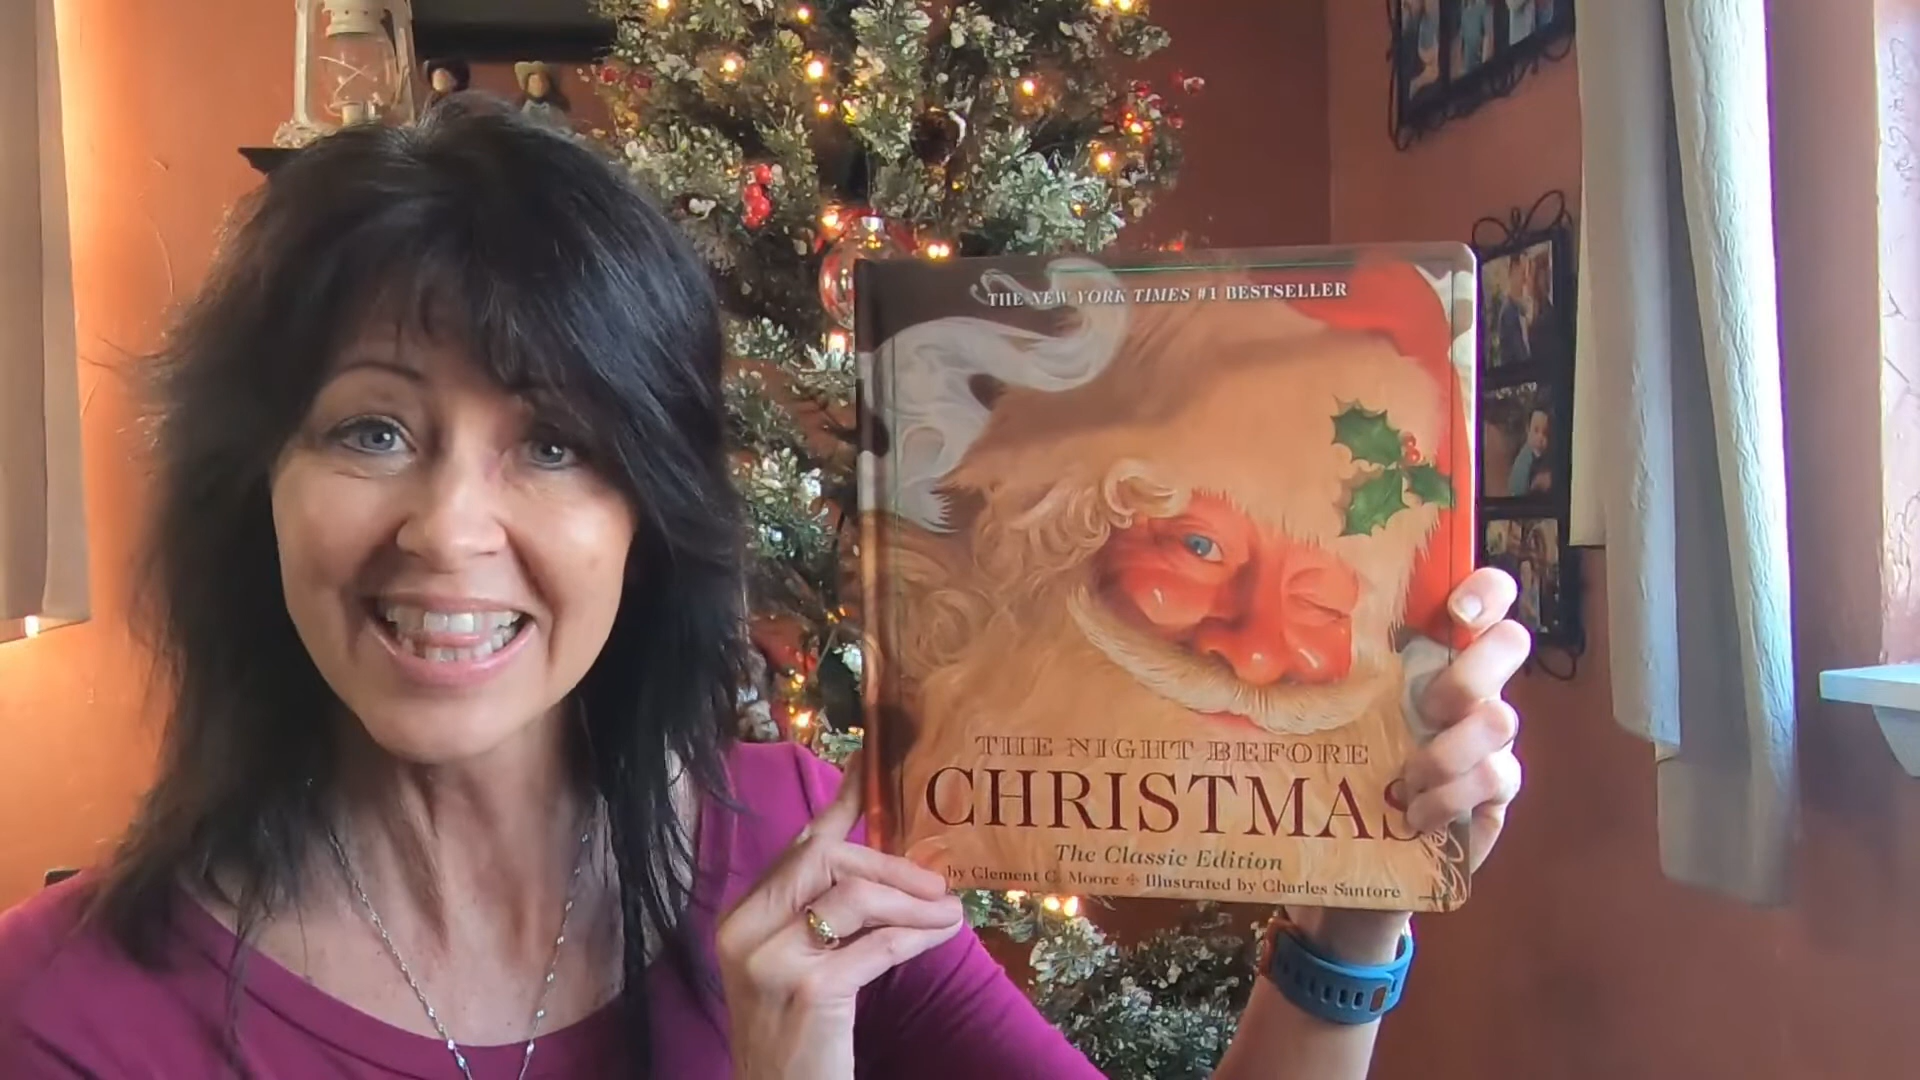 THE NEW YORK TIMES #1 BESTSELLER
THE NIGHT BEFORE
CHRISTMAS
The Classic Edition
by Clement C. Moore ✣ Illustrated by Charles Santore